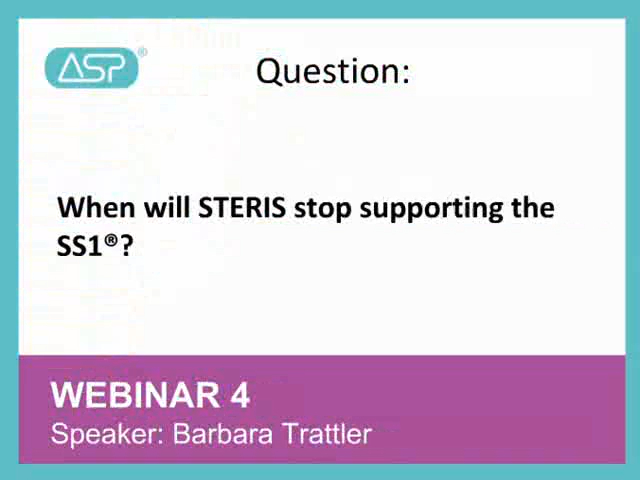 ASP®
Question:
When will STERIS stop supporting the
SS1®?
WEBINAR 4
Speaker: Barbara Trattler